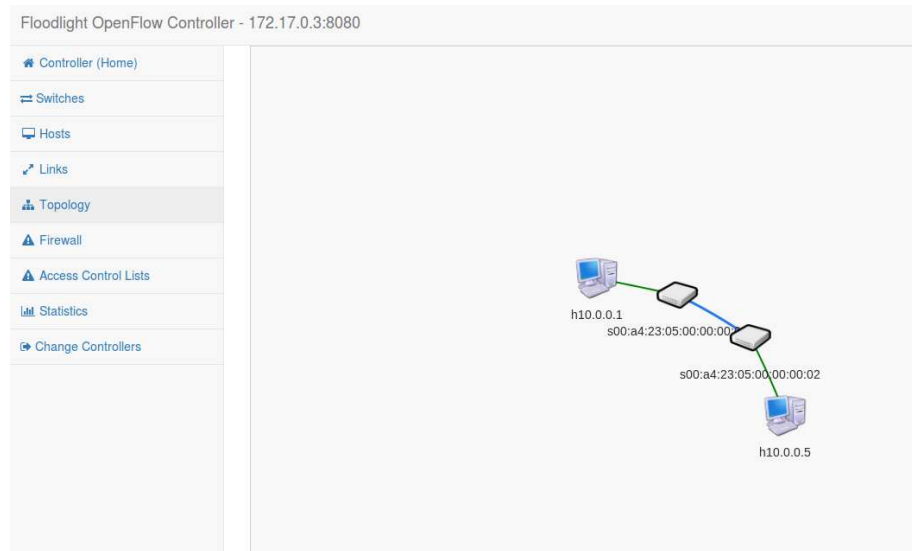 Floodlight OpenFlow Controller - 172.17.0.3:8080
Controller (Home)
Switches
Hosts
Links
Topology
Firewall
Access Control Lists
Statistics
Change Controllers
h10.0.0.1
s00:a4:23:05:00:00:00:
s00:a4:23:05:00:00:00:02
h10.0.0.5